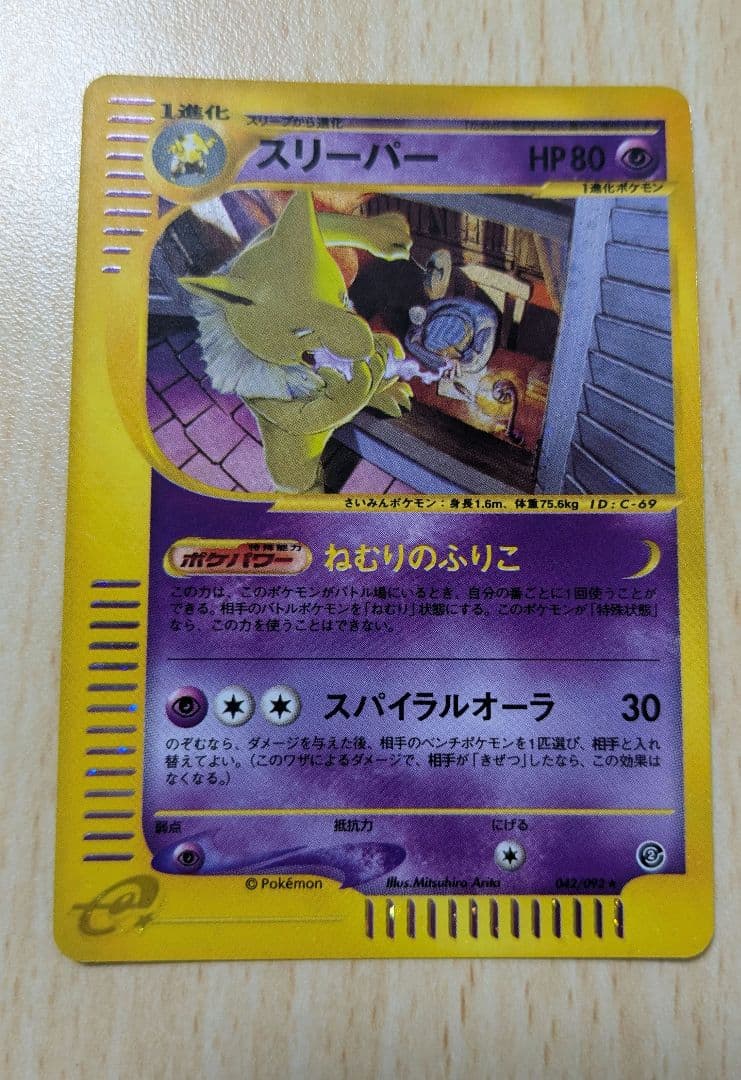 1進化
スリープから進化
スリーパー HP80
1進化ポケモン
さいみんポケモン：身長1.6m、体重75.6kg ID:C-69
特殊能力
ポケパワー ねむりのふりこ
この力は、このポケモンがバトル場にいるとき、自分の番ごとに1回使うことが
できる。相手のバトルポケモンを「ねむり」状態にする。このポケモンが「特殊状態」
なら、この力を使うことはできない。
スパイラルオーラ 30
のぞむなら、ダメージを与えた後、相手のベンチポケモンを1匹選び、相手と入れ
替えてよい。（このワザによるダメージで、相手が「きぜつ」したなら、この効果は
なくなる。）
弱点 抵抗力 にげる
2
©Pokémon Illus.Mitsuhiro Arita 042/092★
e